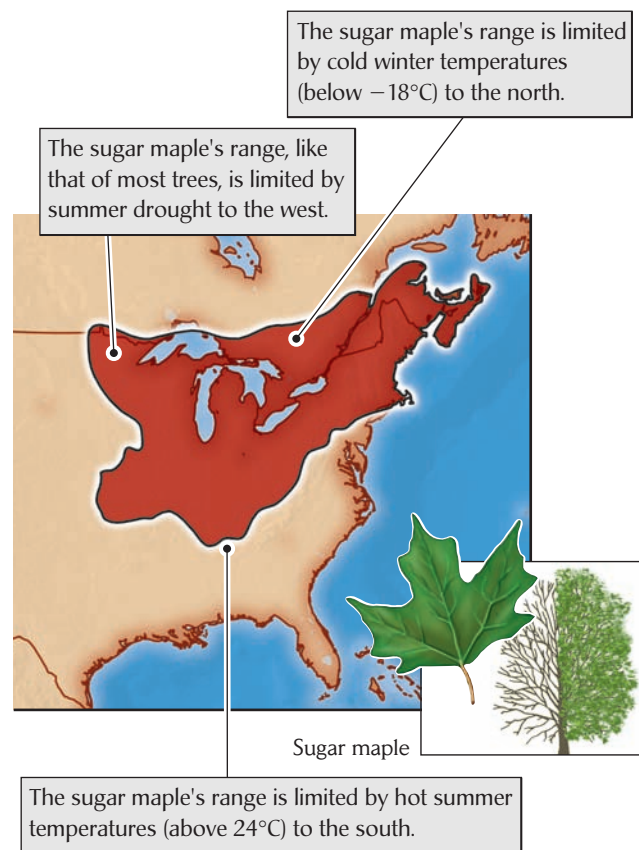 The sugar maple's range is limited
by cold winter temperatures
(below −18°C) to the north.
The sugar maple's range, like
that of most trees, is limited by
summer drought to the west.
Sugar maple
The sugar maple's range is limited by hot summer
temperatures (above 24°C) to the south.